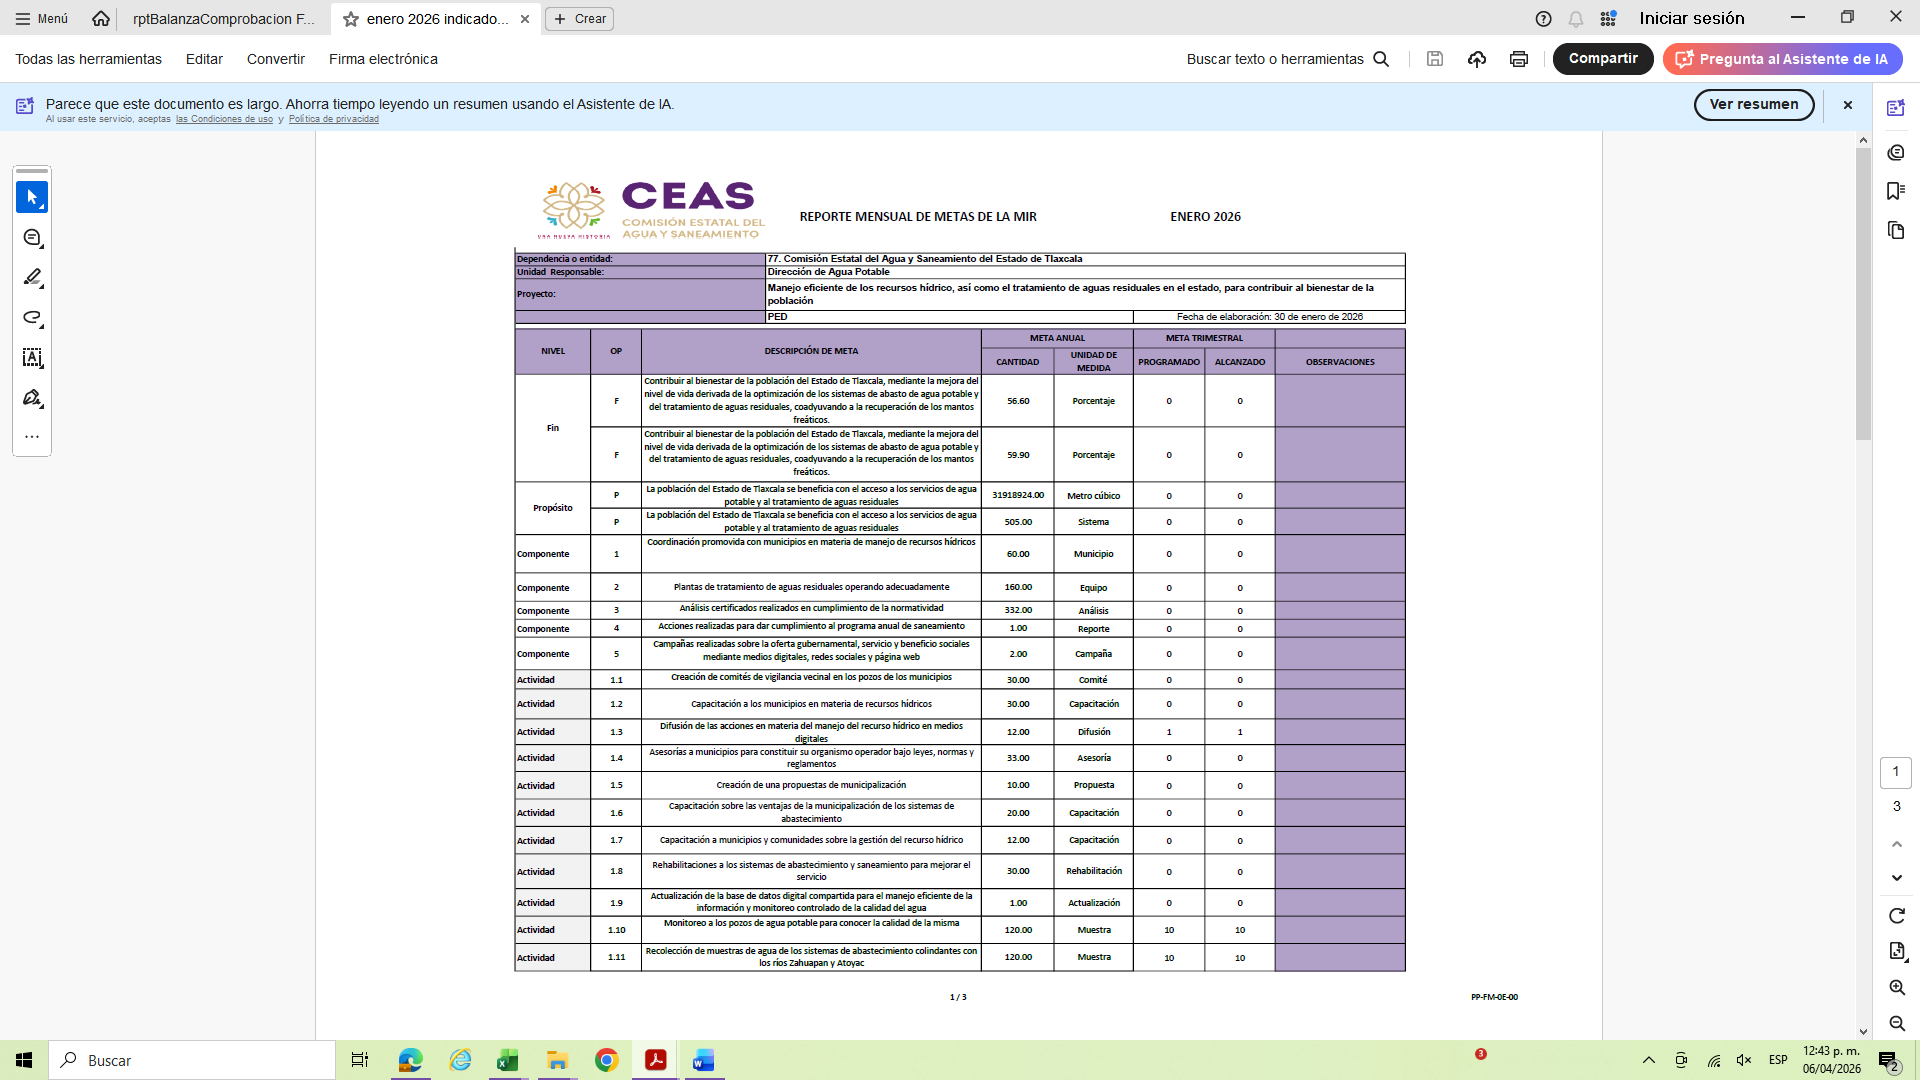 Menú
rptBalanzaComprobacion F...
enero 2026 indicado...
Crear
Iniciar sesión
Todas las herramientas
Editar
Convertir
Firma electrónica
Buscar texto o herramientas
Compartir
Pregunta al Asistente de IA
Parece que este documento es largo. Ahorra tiempo leyendo un resumen usando el Asistente de IA.
Al usar este servicio, aceptas las Condiciones de uso y Política de privacidad
Ver resumen
CEAS
COMISIÓN ESTATAL DEL
AGUA Y SANEAMIENTO
UNA NUEVA HISTORIA
REPORTE MENSUAL DE METAS DE LA MIR
ENERO 2026
Dependencia o entidad: 77. Comisión Estatal del Agua y Saneamiento del Estado de Tlaxcala
Unidad Responsable: Dirección de Agua Potable
Proyecto: Manejo eficiente de los recursos hídrico, así como el tratamiento de aguas residuales en el estado, para contribuir al bienestar de la
población
PED Fecha de elaboración: 30 de enero de 2026
META ANUAL META TRIMESTRAL
NIVEL OP DESCRIPCIÓN DE META CANTIDAD UNIDAD DE
MEDIDA PROGRAMADO ALCANZADO OBSERVACIONES
Fin
Contribuir al bienestar de la población del Estado de Tlaxcala, mediante la mejora del
nivel de vida derivada de la optimización de los sistemas de abasto de agua potable y
F del tratamiento de aguas residuales, coadyuvando a la recuperación de los mantos 56.60 Porcentaje 0 0
freáticos.
Contribuir al bienestar de la población del Estado de Tlaxcala, mediante la mejora del
nivel de vida derivada de la optimización de los sistemas de abasto de agua potable y
F del tratamiento de aguas residuales, coadyuvando a la recuperación de los mantos 59.90 Porcentaje 0 0
freáticos.
Propósito
P La población del Estado de Tlaxcala se beneficia con el acceso a los servicios de agua 31918924.00 Metro cúbico 0 0
potable y al tratamiento de aguas residuales
P La población del Estado de Tlaxcala se beneficia con el acceso a los servicios de agua 505.00 Sistema 0 0
potable y al tratamiento de aguas residuales
Componente 1 Coordinación promovida con municipios en materia de manejo de recursos hídricos 60.00 Municipio 0 0
Componente 2 Plantas de tratamiento de aguas residuales operando adecuadamente 160.00 Equipo 0 0
Componente 3 Análisis certificados realizados en cumplimiento de la normatividad 332.00 Análisis 0 0
Componente 4 Acciones realizadas para dar cumplimiento al programa anual de saneamiento 1.00 Reporte 0 0
Componente 5 Campañas realizadas sobre la oferta gubernamental, servicio y beneficio sociales 2.00 Campaña 0 0
mediante medios digitales, redes sociales y página web
Actividad 1.1 Creación de comités de vigilancia vecinal en los pozos de los municipios 30.00 Comité 0 0
Actividad 1.2 Capacitación a los municipios en materia de recursos hídricos 30.00 Capacitación 0 0
Actividad 1.3 Difusión de las acciones en materia del manejo del recurso hídrico en medios 12.00 Difusión 1 1
digitales
Actividad 1.4 Asesorías a municipios para constituir su organismo operador bajo leyes, normas y 33.00 Asesoría 0 0
reglamentos
Actividad 1.5 Creación de una propuestas de municipalización 10.00 Propuesta 0 0
Actividad 1.6 Capacitación sobre las ventajas de la municipalización de los sistemas de 20.00 Capacitación 0 0
abastecimiento
Actividad 1.7 Capacitación a municipios y comunidades sobre la gestión del recurso hídrico 12.00 Capacitación 0 0
Actividad 1.8 Rehabilitaciones a los sistemas de abastecimiento y saneamiento para mejorar el 30.00 Rehabilitación 0 0
servicio
Actividad 1.9 Actualización de la base de datos digital compartida para el manejo eficiente de la 1.00 Actualización 0 0
información y monitoreo controlado de la calidad del agua
Actividad 1.10 Monitoreo a los pozos de agua potable para conocer la calidad de la misma 120.00 Muestra 10 10
Actividad 1.11 Recolección de muestras de agua de los sistemas de abastecimiento colindantes con 120.00 Muestra 10 10
los ríos Zahuapan y Atoyac
1 / 3
PP-FM-0E-00
1
3
Buscar
3
ESP
12:43 p. m.
06/04/2026
2